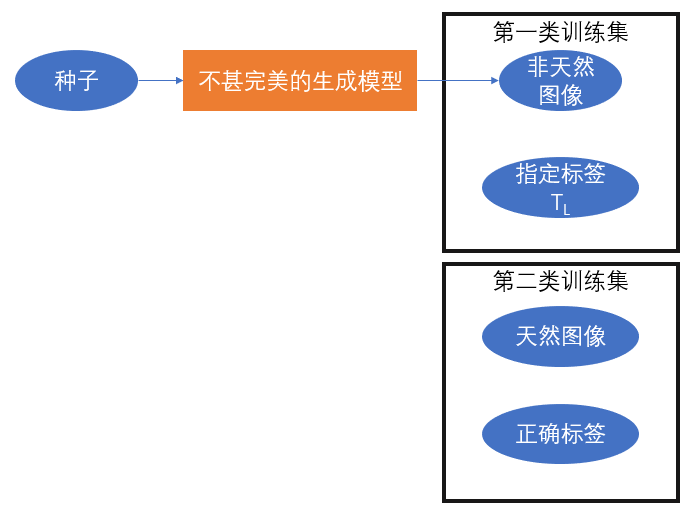 第一类训练集
种子
不甚完美的生成模型
非天然
图像
指定标签
T_L
第二类训练集
天然图像
正确标签